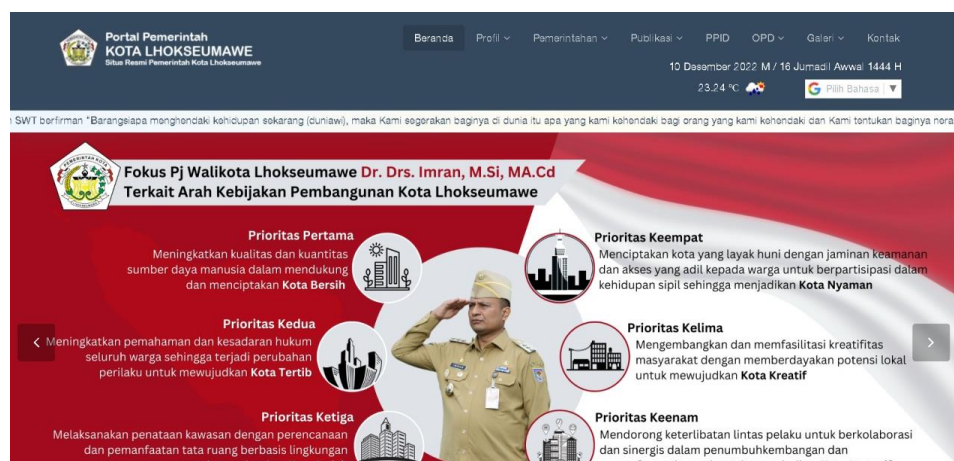 Portal Pemerintah
KOTA LHOKSEUMAWE
Situs Resmi Pemerintah Kota Lhokseumawe
Beranda Profil Pemerintahan Publikasi PPID OPD Galeri Kontak
10 Desember 2022 M / 16 Jumadil Awwal 1444 H
23.24 °C
G Pilih Bahasa ▼
SWT berfirman "Barangsiapa menghendaki kehidupan sekarang (duniawi), maka Kami segerakan baginya di dunia itu apa yang kami kehendaki bagi orang yang kami kehendaki dan Kami tentukan baginya nera
Fokus Pj Walikota Lhokseumawe Dr. Drs. Imran, M.Si, MA.Cd
Terkait Arah Kebijakan Pembangunan Kota Lhokseumawe
Prioritas Pertama
Meningkatkan kualitas dan kuantitas
sumber daya manusia dalam mendukung
dan menciptakan Kota Bersih
Prioritas Kedua
Meningkatkan pemahaman dan kesadaran hukum
seluruh warga sehingga terjadi perubahan
perilaku untuk mewujudkan Kota Tertib
Prioritas Ketiga
Melaksanakan penataan kawasan dengan perencanaan
dan pemanfaatan tata ruang berbasis lingkungan
Prioritas Keempat
Menciptakan kota yang layak huni dengan jaminan keamanan
dan akses yang adil kepada warga untuk berpartisipasi dalam
kehidupan sipil sehingga menjadikan Kota Nyaman
Prioritas Kelima
Mengembangkan dan memfasilitasi kreatifitas
masyarakat dengan memberdayakan potensi lokal
untuk mewujudkan Kota Kreatif
Prioritas Keenam
Mendorong keterlibatan lintas pelaku untuk berkolaborasi
dan sinergis dalam penumbuhkembangan dan